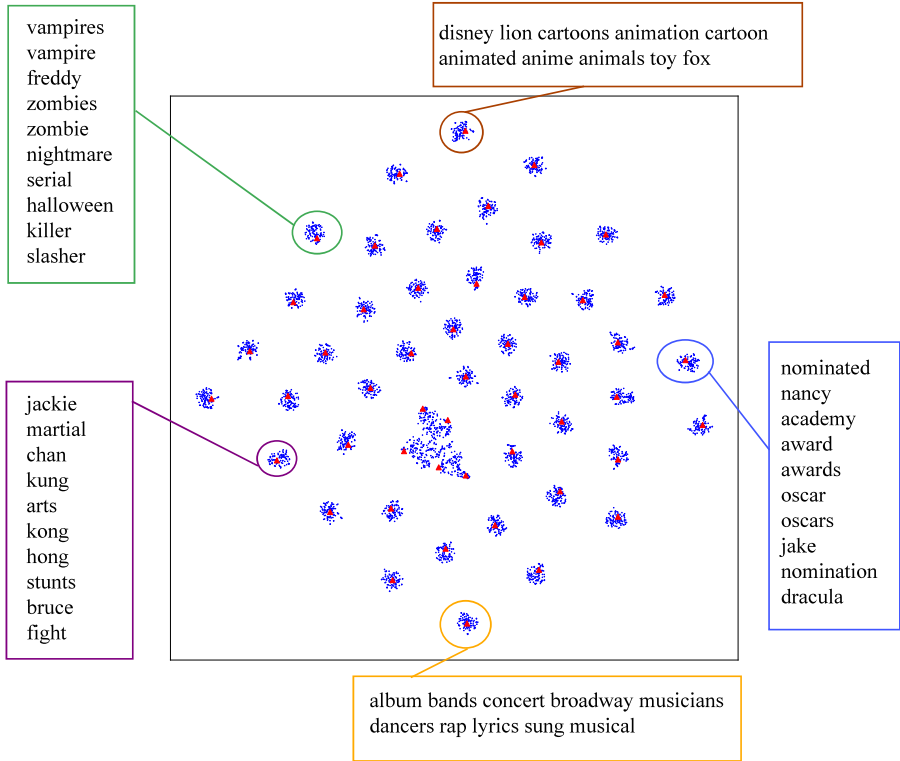 vampires
vampire
freddy
zombies
zombie
nightmare
serial
halloween
killer
slasher
disney lion cartoons animation cartoon
animated anime animals toy fox
jackie
martial
chan
kung
arts
kong
hong
stunts
bruce
fight
nominated
nancy
academy
award
awards
oscar
oscars
jake
nomination
dracula
album bands concert broadway musicians
dancers rap lyrics sung musical